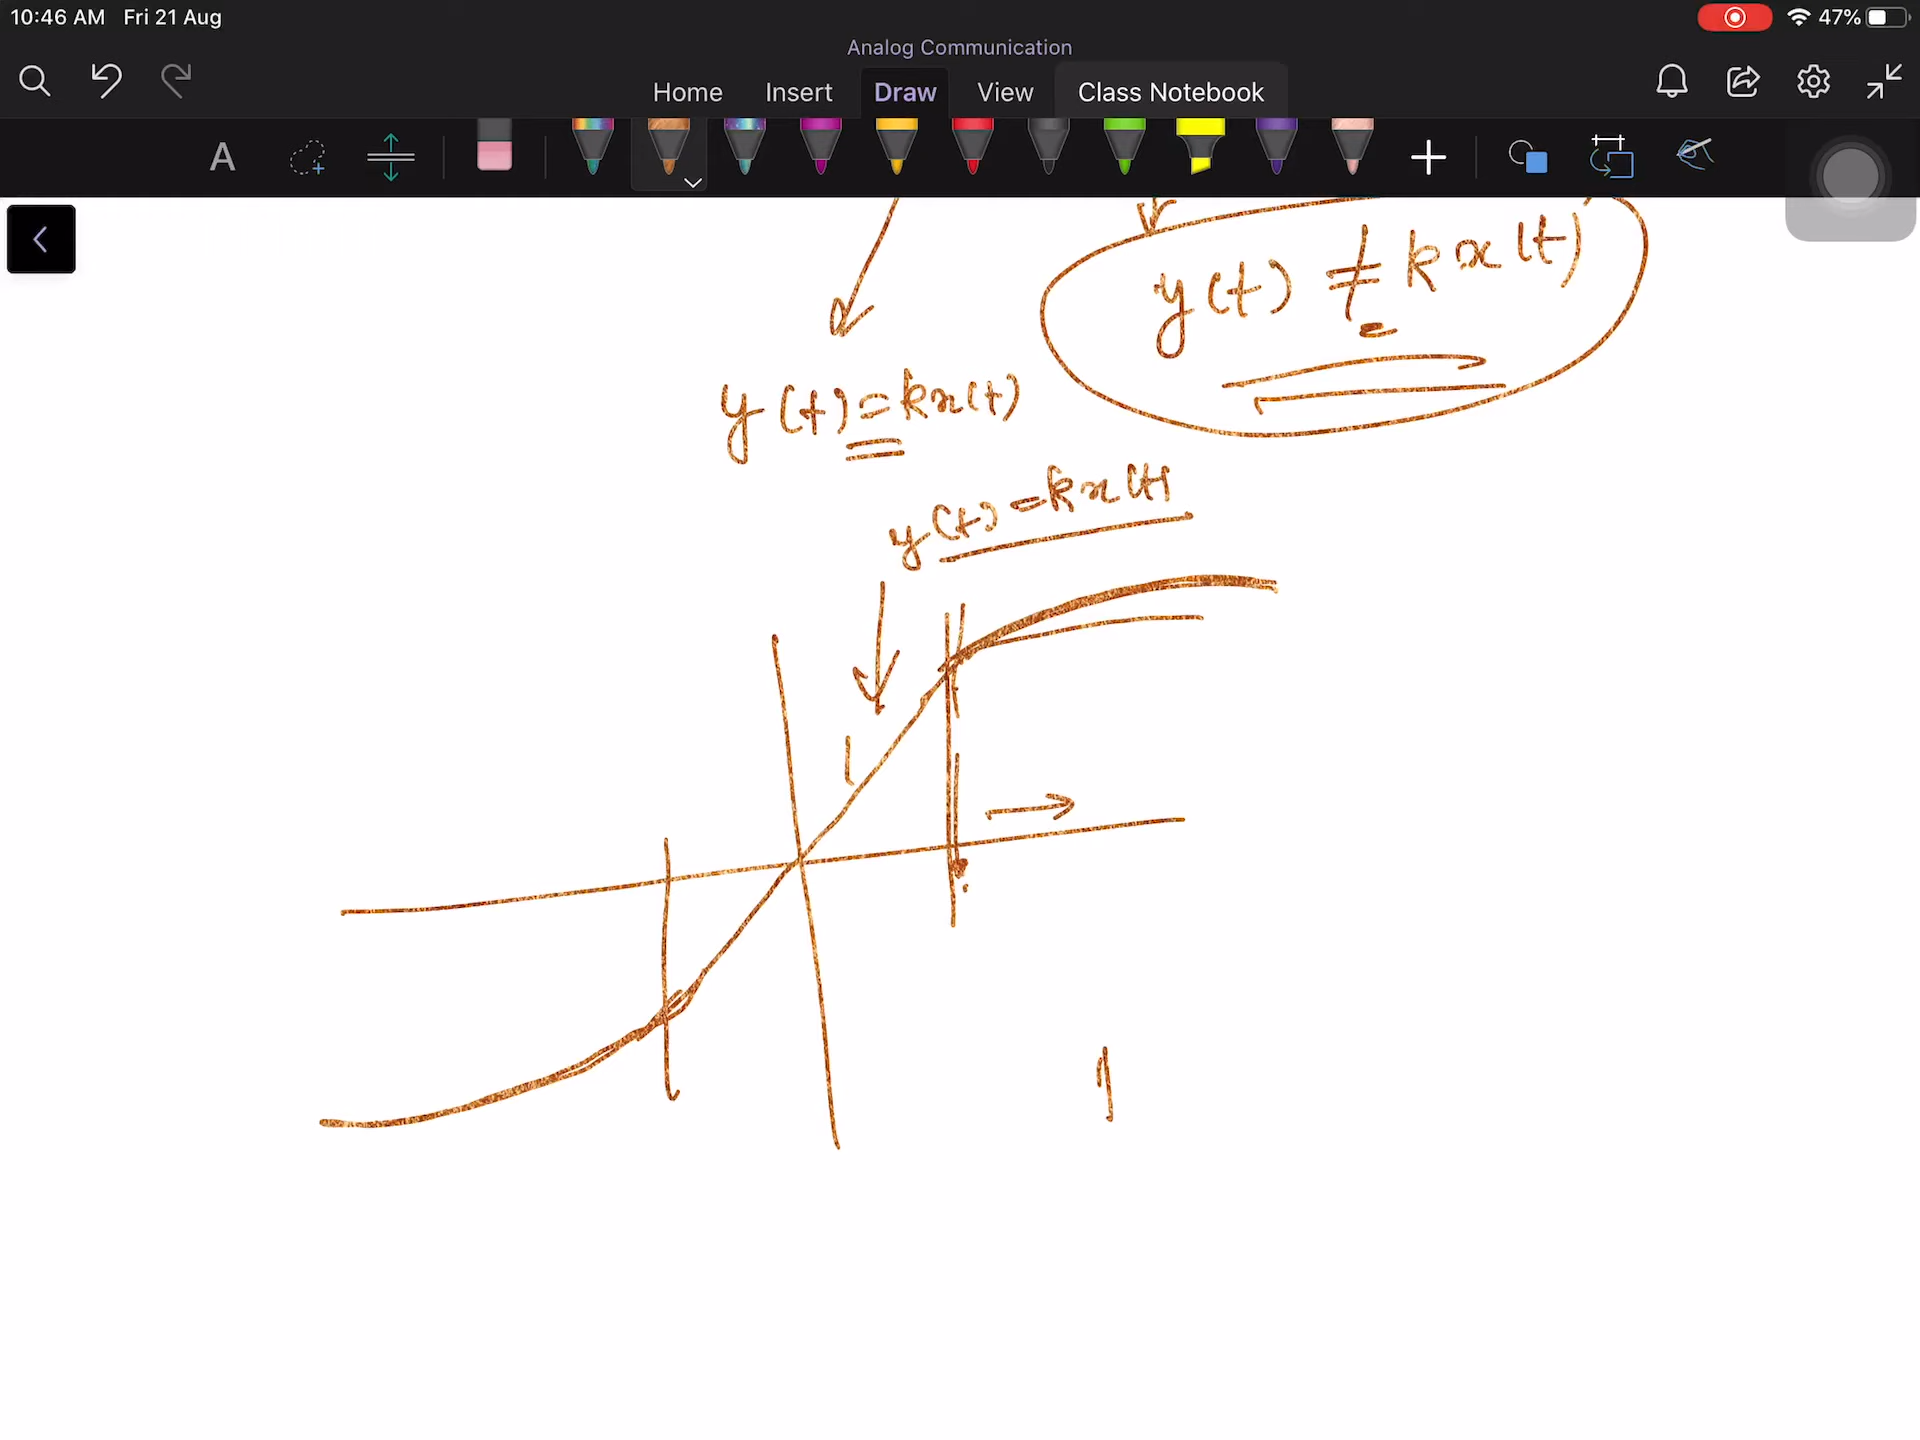 10:46 AM Fri 21 Aug
47%
Analog Communication
Home Insert Draw View Class Notebook
A
y(t) ≠ kx(t)
y(t) = kx(t)
y(t) = kx(t)